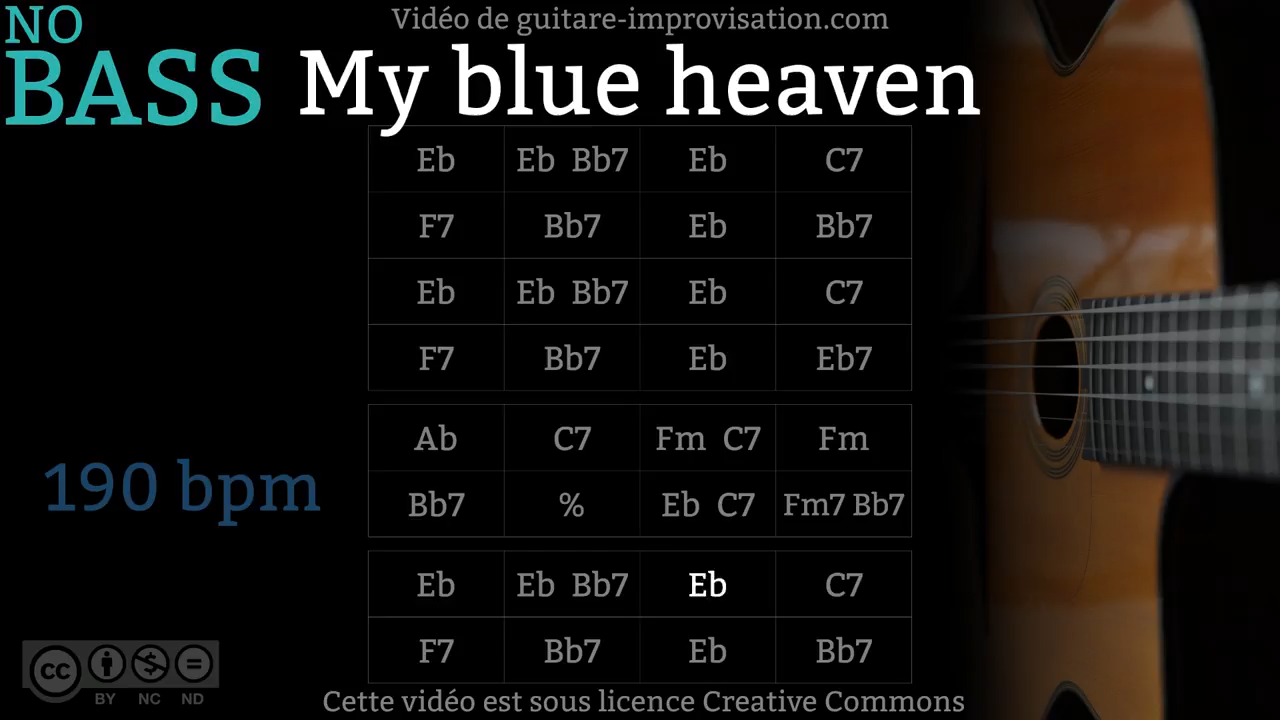 NO
Vidéo de guitare-improvisation.com
BASS My blue heaven
Eb Eb Bb7 Eb C7
F7 Bb7 Eb Bb7
Eb Eb Bb7 Eb C7
F7 Bb7 Eb Eb7
Ab C7 Fm C7 Fm
190 bpm
Bb7 % Eb C7 Fm7 Bb7
Eb Eb Bb7 Eb C7
F7 Bb7 Eb Bb7
cc
BY NC ND
Cette vidéo est sous licence Creative Commons